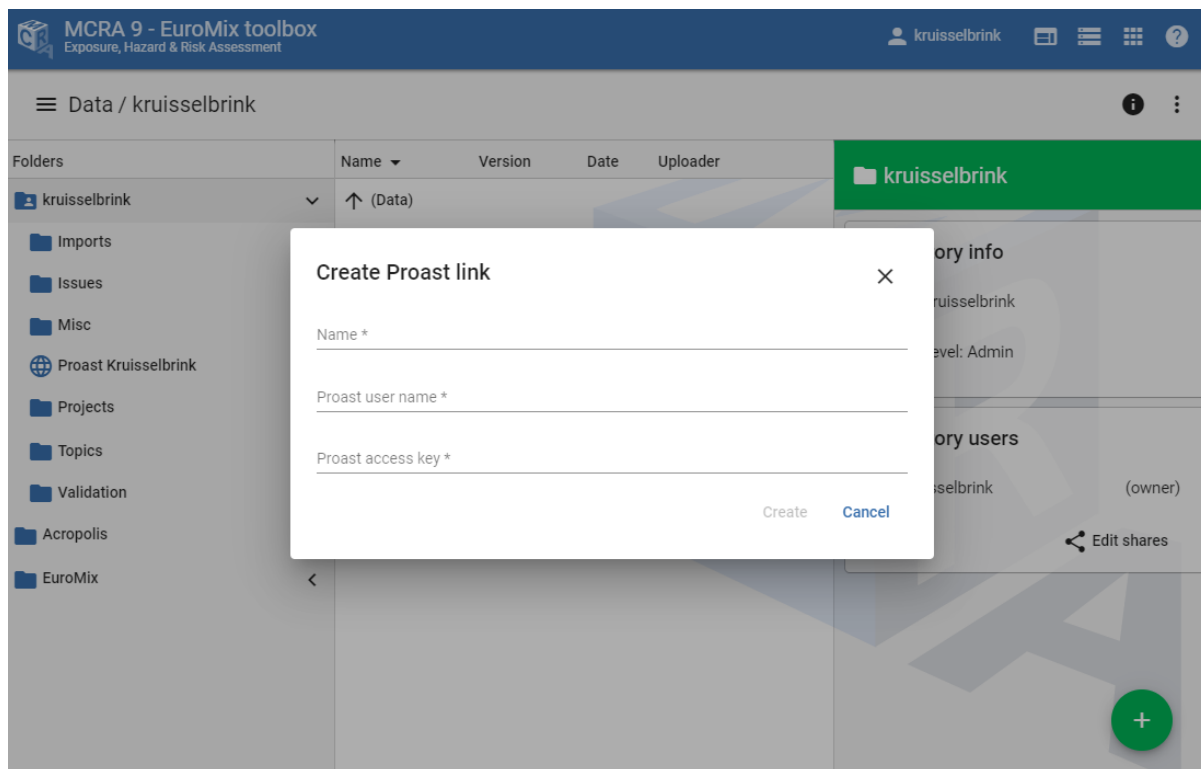 MCRA 9 - EuroMix toolbox
Exposure, Hazard & Risk Assessment
kruisselbrink
Data / kruisselbrink
Folders
Name Version Date Uploader
kruisselbrink
kruisselbrink
(Data)
Imports
Issues
Misc
Proast Kruisselbrink
Projects
Topics
Validation
Acropolis
EuroMix
Create Proast link
Name *
Proast user name *
Proast access key *
Create Cancel
ory info
ruisselbrink
evel: Admin
ory users
sselbrink (owner)
Edit shares